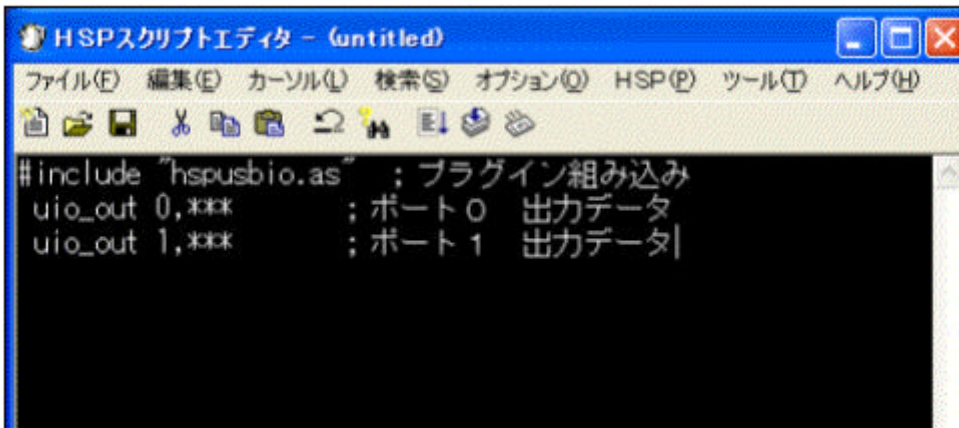 HSPスクリプトエディタ - (untitled)
ファイル(F) 編集(E) カーソル(L) 検索(S) オプション(O) HSP(P) ツール(T) ヘルプ(H)
#include "hspusbio.as" ; プラグイン組み込み
uio_out 0,*** ; ポート0 出力データ
uio_out 1,*** ; ポート1 出力データ